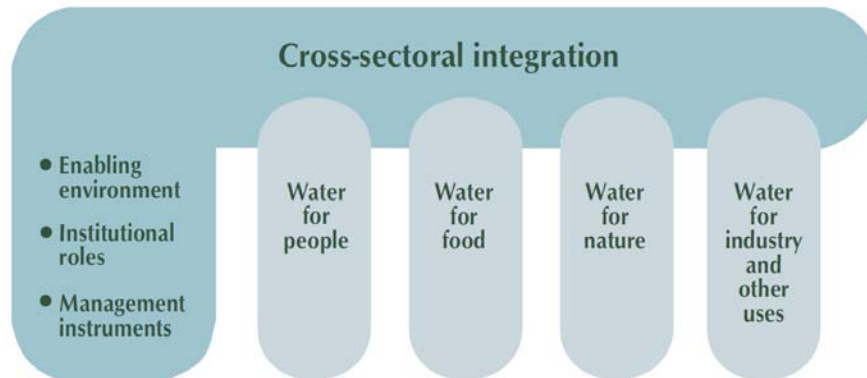 Cross-sectoral integration
• Enabling
environment
• Institutional
roles
• Management
instruments
Water
for
people
Water
for
food
Water
for
nature
Water
for
industry
and
other
uses